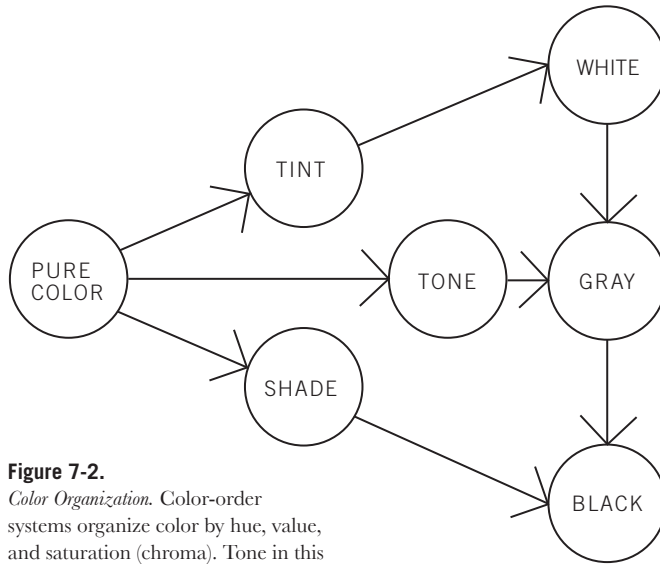 WHITE
TINT
PURE
COLOR
TONE
GRAY
SHADE
BLACK
Figure 7-2.
Color Organization. Color-order
systems organize color by hue, value,
and saturation (chroma). Tone in this